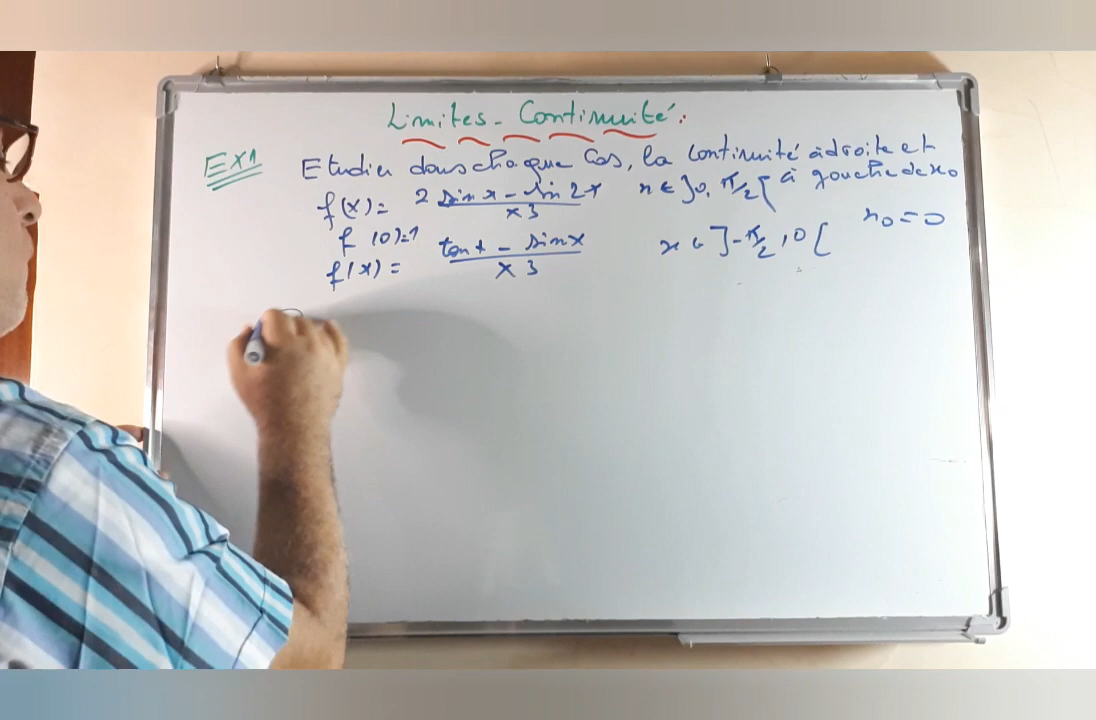 Limites - Continuité:
EX1 Etudier dans chaque Cas, la continuité à droite et
à gauche de x0
f(x) = 2 sin x - sin 2x / x3 x ∈ ]0, π/2[
x0 = 0
f(0)=1
f(x) = tan x - sin x / x3 x ∈ ]-π/2, 0[